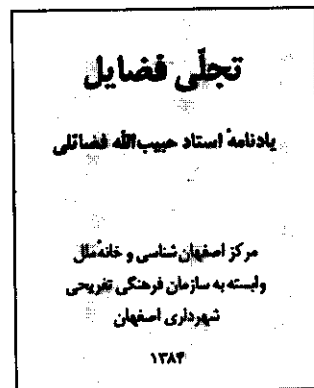 تجلّی فضایل
یادنامهٔ استاد حبیب‌الله فضائلی
مرکز اصفهان‌شناسی و خانهٔ ملل
وابسته به سازمان فرهنگی تفریحی
شهرداری اصفهان
۱۳۸۴